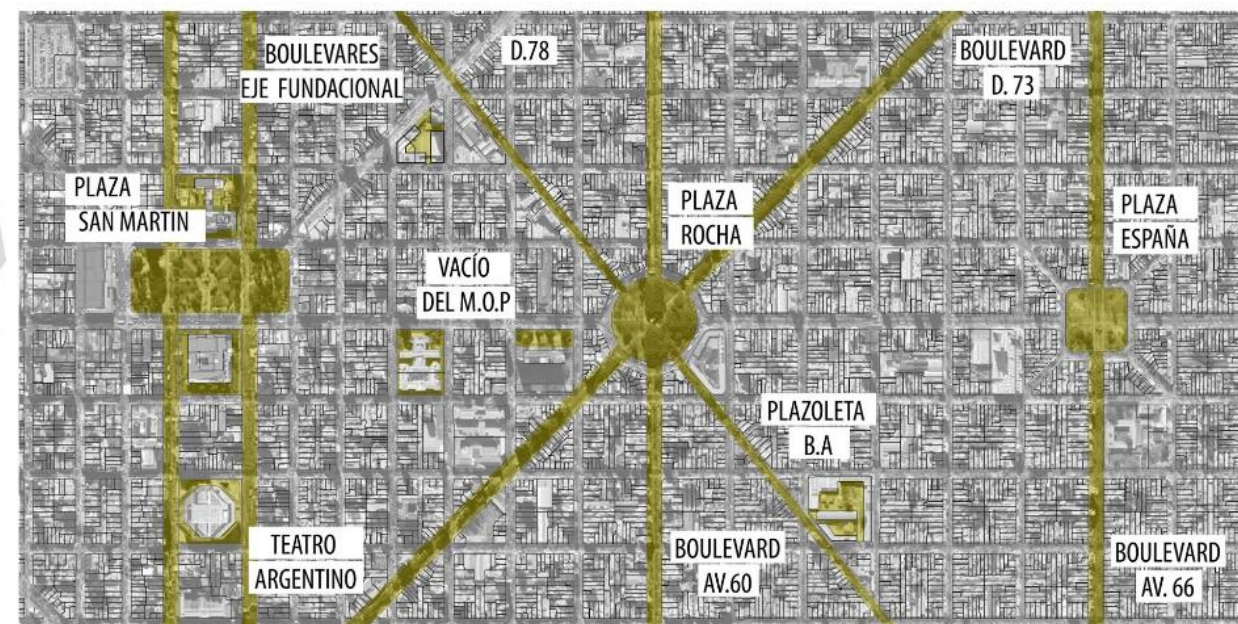 BOULEVARES
EJE FUNDACIONAL
D.78
BOULEVARD
D. 73
PLAZA
SAN MARTIN
PLAZA
ROCHA
PLAZA
ESPAÑA
VACÍO
DEL M.O.P
PLAZOLETA
B.A
TEATRO
ARGENTINO
BOULEVARD
AV.60
BOULEVARD
AV. 66